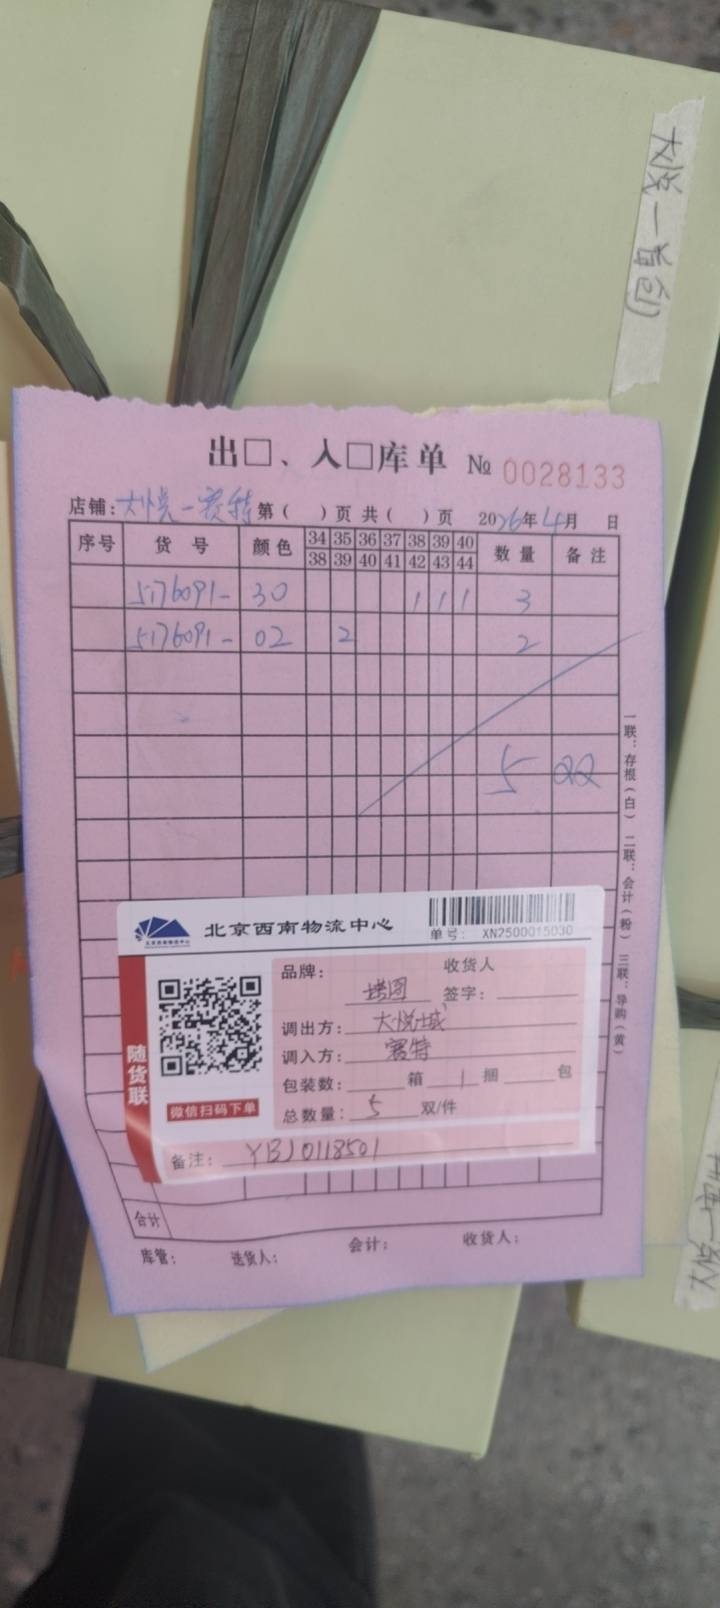 大悦一首创
出□、入□库单 № 0028133
店铺: 大悦一赛特 第( )页 共( )页 2026年4月 日
序号 货号 颜色 34 35 36 37 38 39 40 数量 备注
38 39 40 41 42 43 44
5176091- 30 1 1 1 3
5176091- 02 2 2
5 双
一联:存根(白) 二联:会计(粉) 三联:导购(黄)
北京西南物流中心
单号: XN2500015030
随货联
微信扫码下单
品牌: 收货人
签字:
调出方: 大悦城
调入方: 赛特
包装数: 箱 1 捆 包
总数量: 5 双/件
备注: YBJ0118501
合计
库管: 送货人: 会计: 收货人: